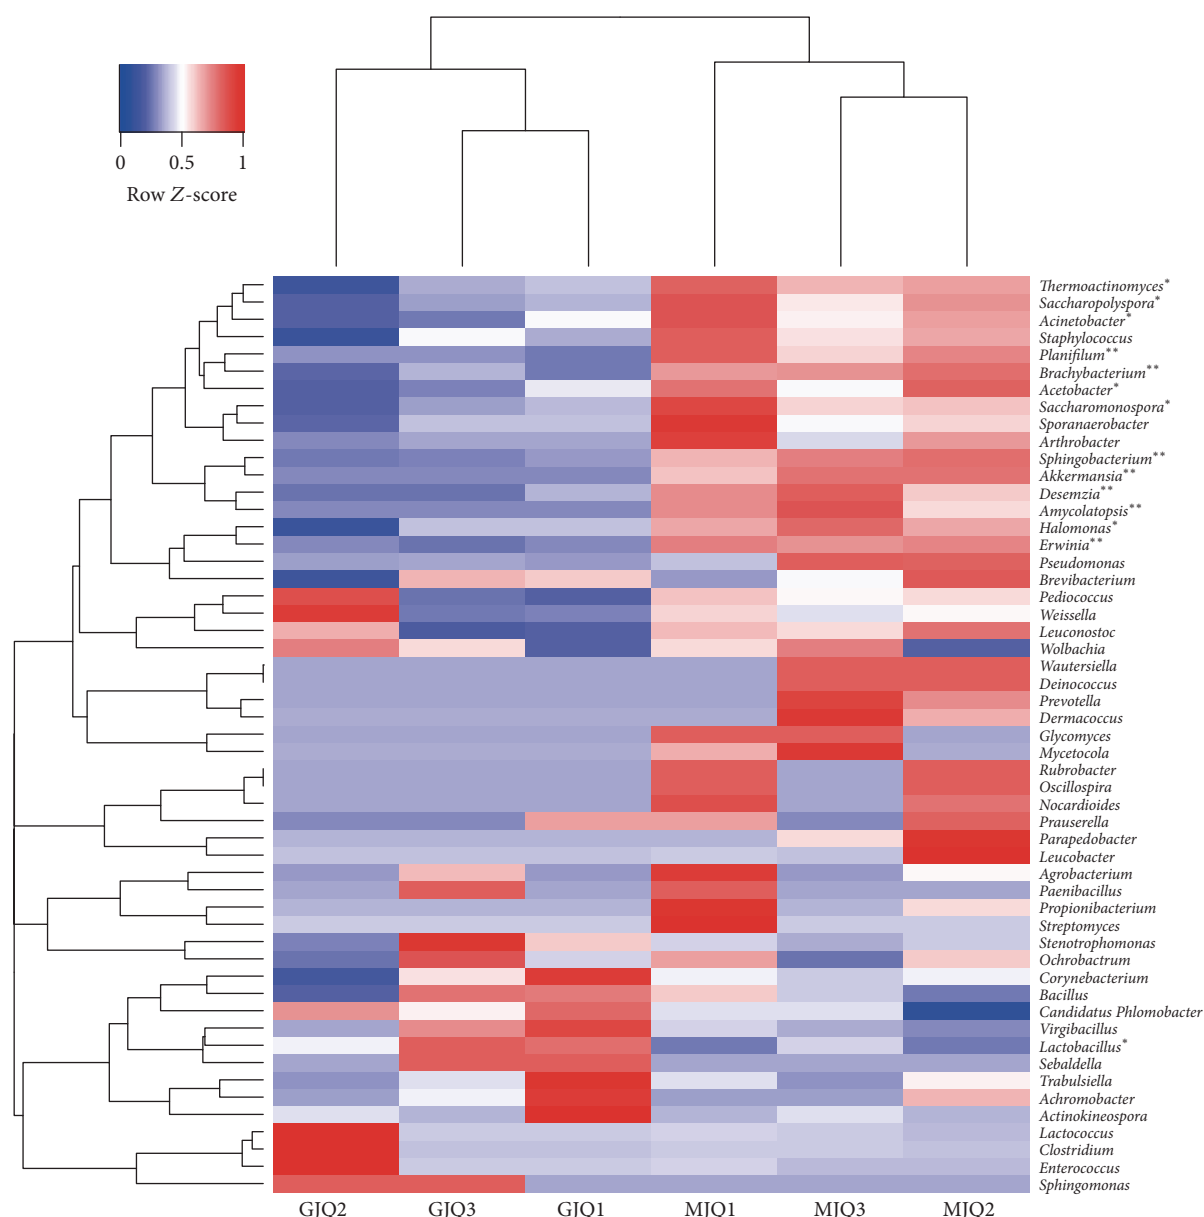 0 0.5 1
Row Z-score
Thermoactinomyces*
Saccharopolyspora*
Acinetobacter*
Staphylococcus
Planifilum**
Brachybacterium**
Acetobacter*
Saccharomonospora*
Sporanaerobacter
Arthrobacter
Sphingobacterium**
Akkermansia**
Desemzia**
Amycolatopsis**
Halomonas*
Erwinia**
Pseudomonas
Brevibacterium
Pediococcus
Weissella
Leuconostoc
Wolbachia
Wautersiella
Deinococcus
Prevotella
Dermacoccus
Glycomyces
Mycetocola
Rubrobacter
Oscillospira
Nocardioides
Prauserella
Parapedobacter
Leucobacter
Agrobacterium
Paenibacillus
Propionibacterium
Streptomyces
Stenotrophomonas
Ochrobactrum
Corynebacterium
Bacillus
Candidatus Phlomobacter
Virgibacillus
Lactobacillus*
Sebaldella
Trabulsiella
Achromobacter
Actinokineospora
Lactococcus
Clostridium
Enterococcus
Sphingomonas
GJQ2 GJQ3 GJQ1 MJQ1 MJQ3 MJQ2